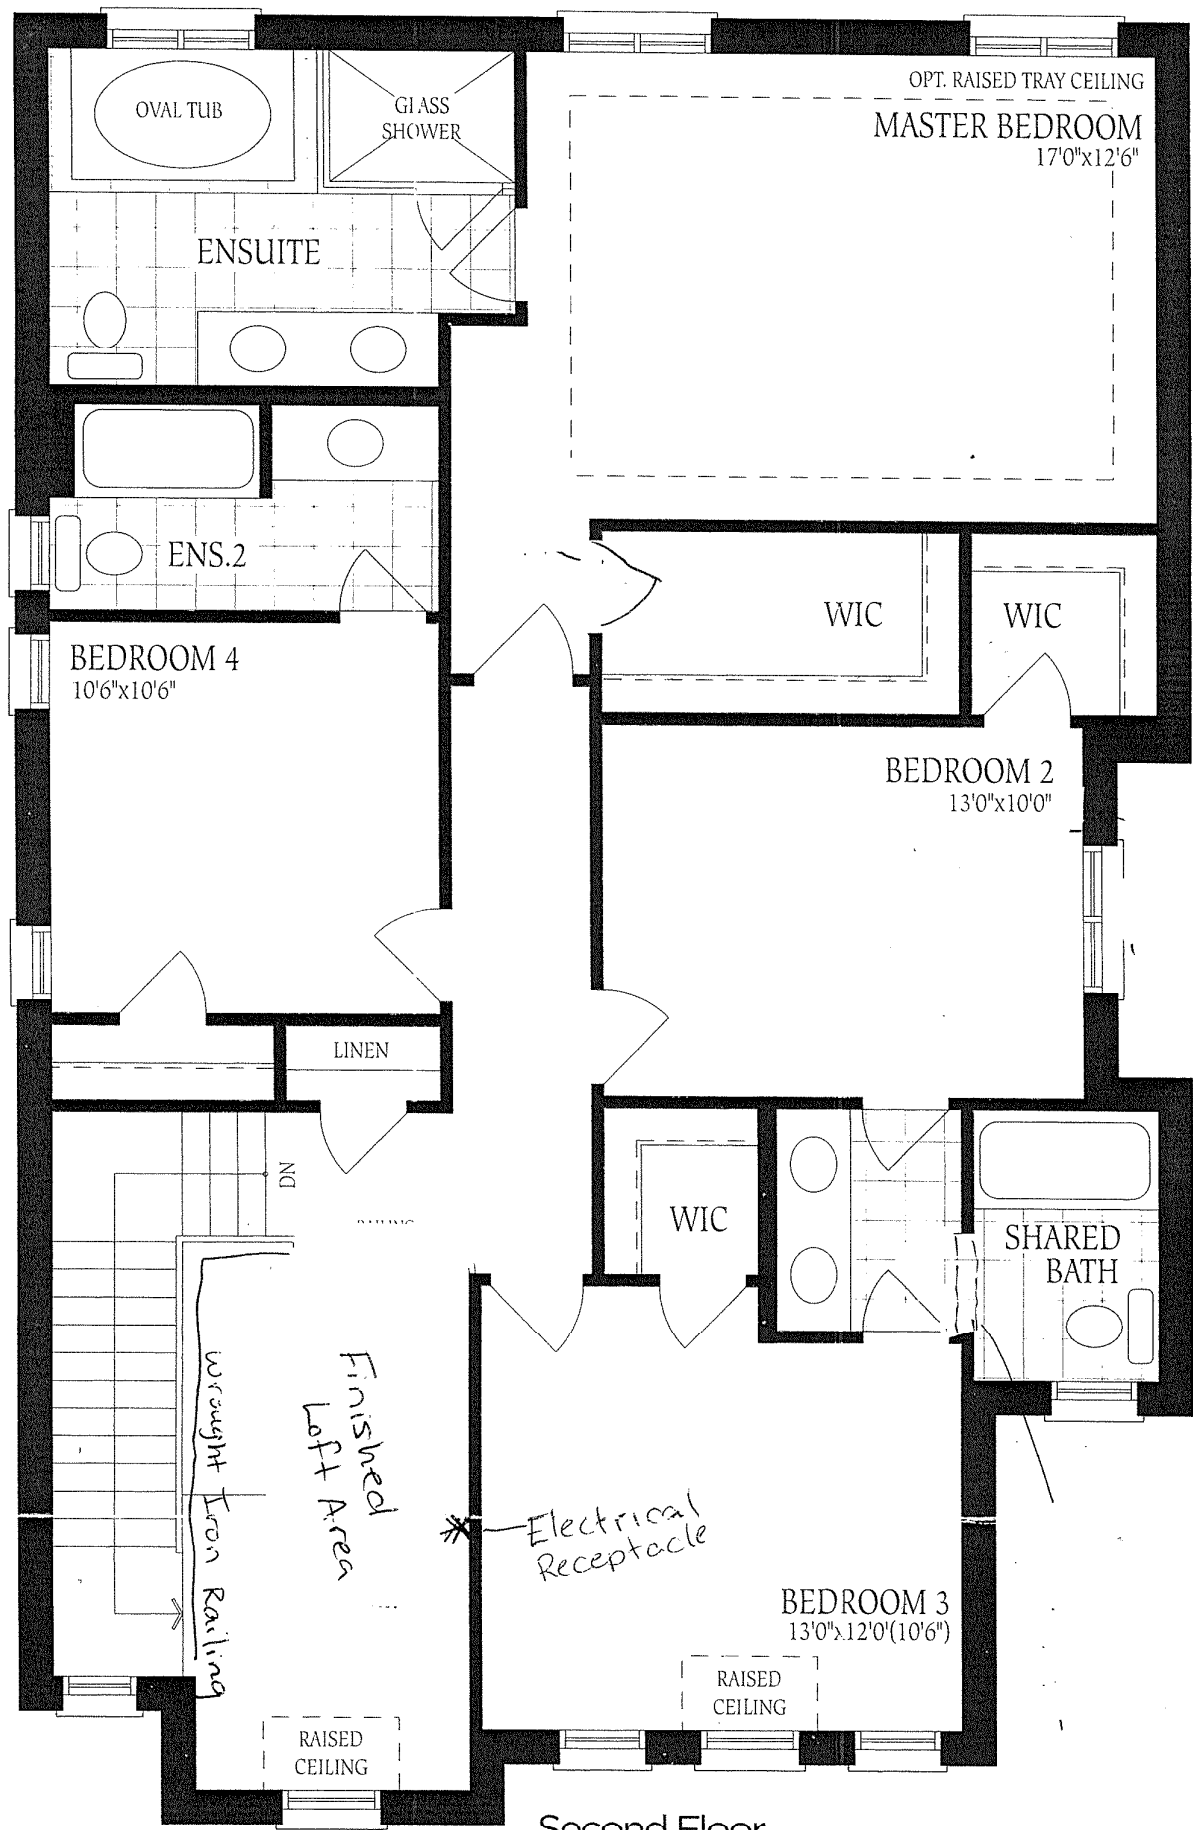 OVAL TUB
GLASS
SHOWER
OPT. RAISED TRAY CEILING
MASTER BEDROOM
17'0"x12'6"
ENSUITE
ENS.2
WIC
WIC
BEDROOM 4
10'6"x10'6"
BEDROOM 2
13'0"x10'0"
LINEN
DN
RAILING
WIC
SHARED
BATH
Finished
Loft Area
Wrought Iron Railing
Electrical
Receptacle
BEDROOM 3
13'0"x12'0"(10'6")
RAISED
CEILING
RAISED
CEILING
Second Floor